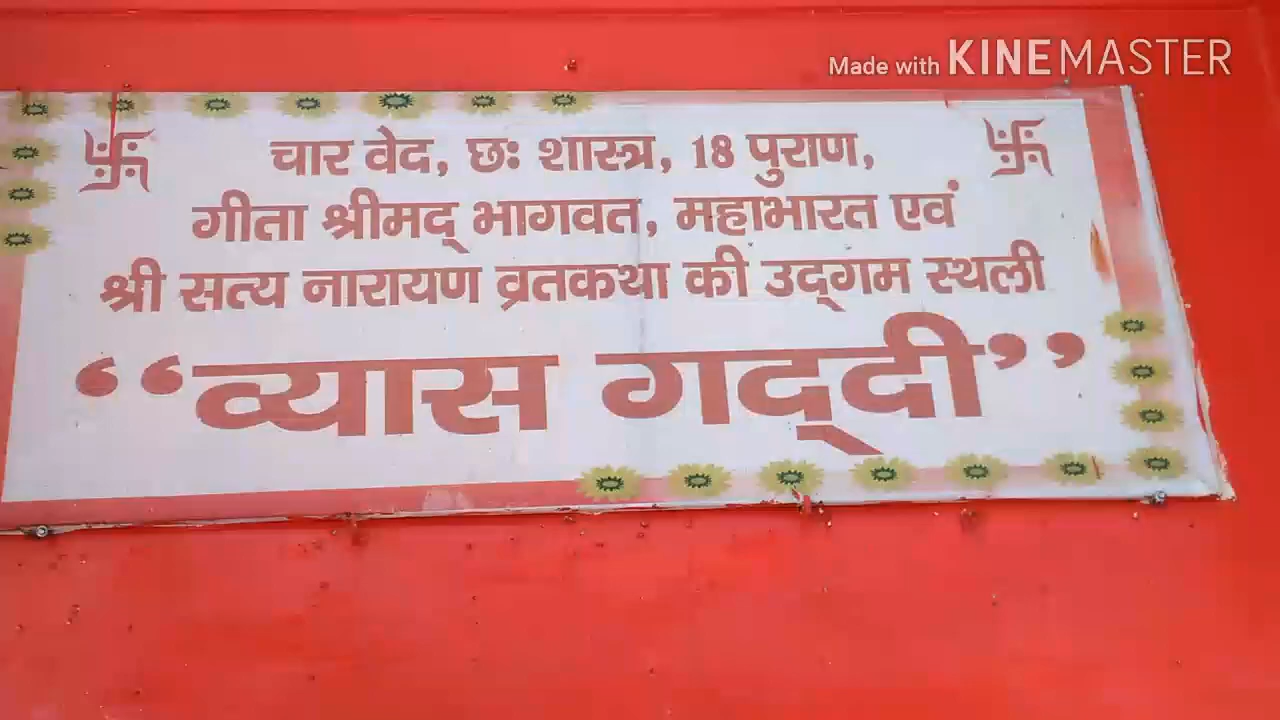 Made with KINEMASTER
चार वेद, छः शास्त्र, 18 पुराण,
गीता श्रीमद् भागवत, महाभारत एवं
श्री सत्य नारायण व्रतकथा की उद्‌गम स्थली
“व्यास गद्‌दी”